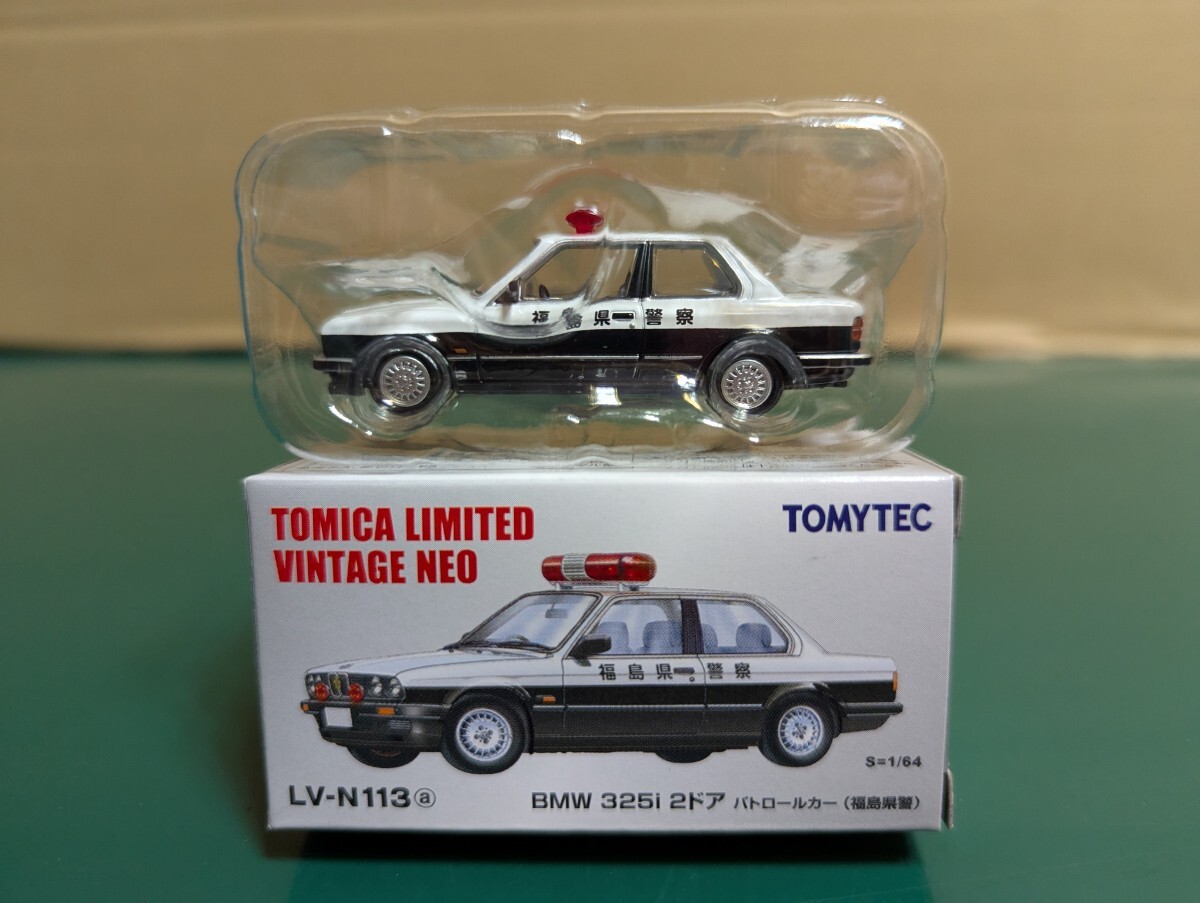 福島県警察
TOMICA LIMITED
VINTAGE NEO
TOMYTEC
福島県警察
S=1/64
LV-N113ⓐ
BMW 325i 2ドア パトロールカー（福島県警）